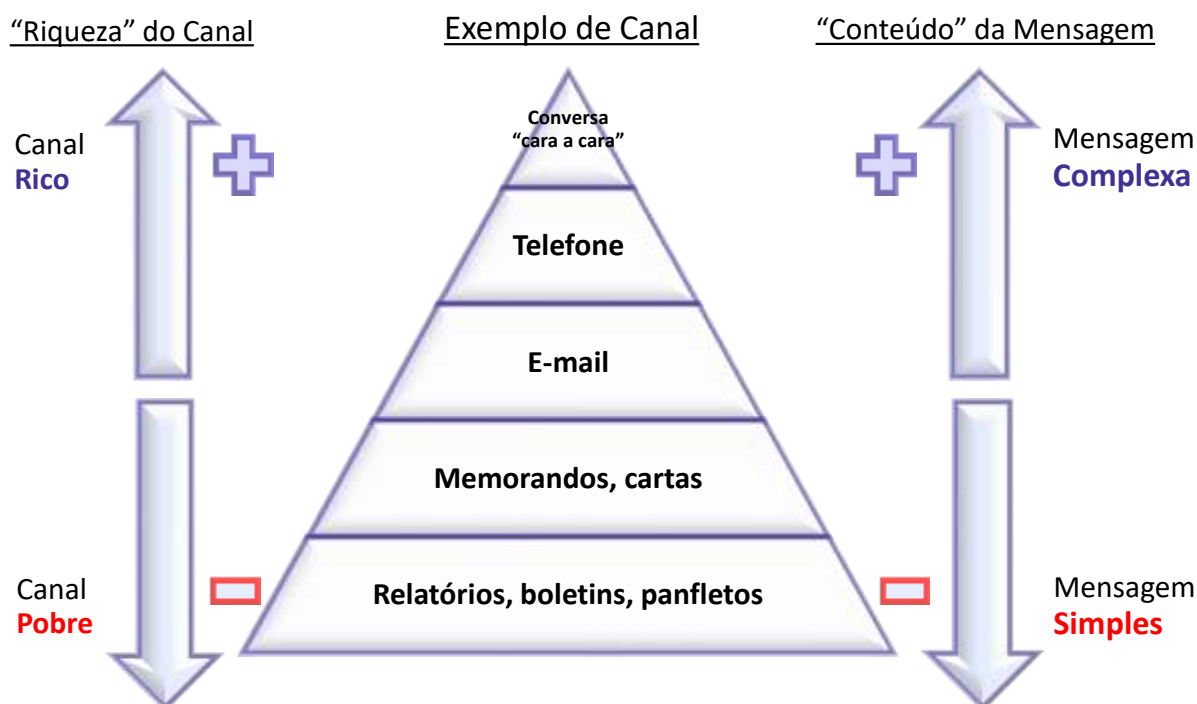 “Riqueza” do Canal
Exemplo de Canal
“Conteúdo” da Mensagem
Canal
Rico
Conversa
“cara a cara”
Mensagem
Complexa
Telefone
E-mail
Memorandos, cartas
Canal
Pobre
Relatórios, boletins, panfletos
Mensagem
Simples